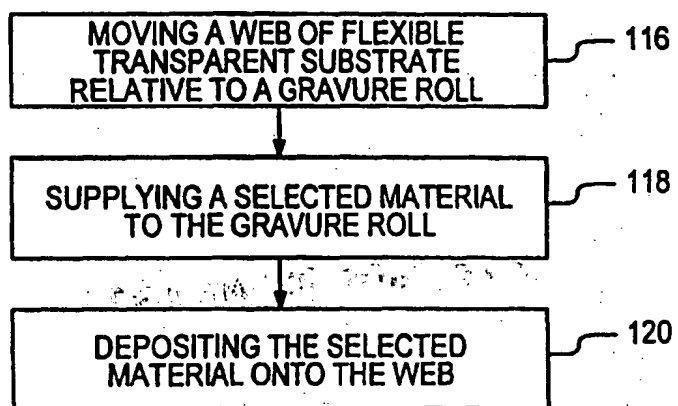 MOVING A WEB OF FLEXIBLE
TRANSPARENT SUBSTRATE
RELATIVE TO A GRAVURE ROLL
116
SUPPLYING A SELECTED MATERIAL
TO THE GRAVURE ROLL
118
DEPOSITING THE SELECTED
MATERIAL ONTO THE WEB
120